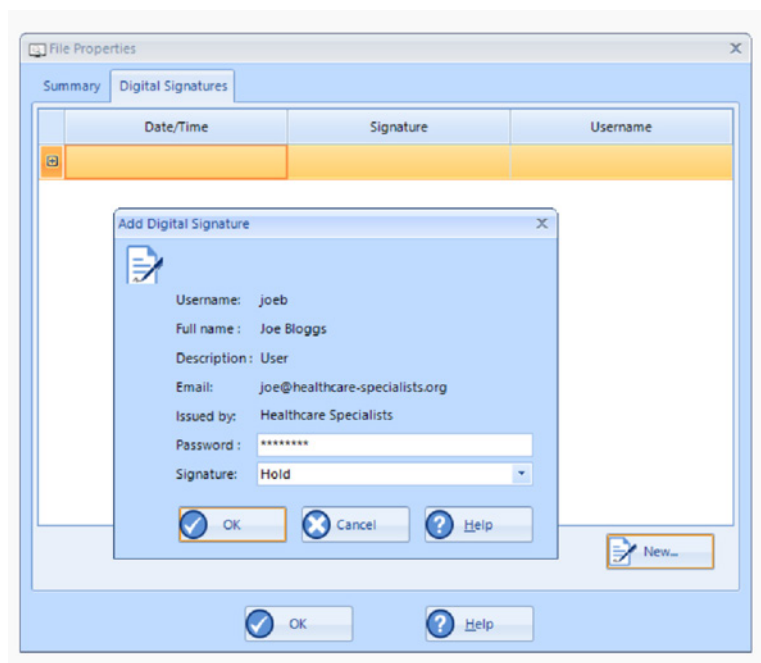 File Properties X
Summary Digital Signatures
Date/Time Signature Username
Add Digital Signature X
Username: joeb
Full name : Joe Bloggs
Description : User
Email: joe@healthcare-specialists.org
Issued by: Healthcare Specialists
Password : ********
Signature: Hold
OK Cancel Help
New...
OK Help